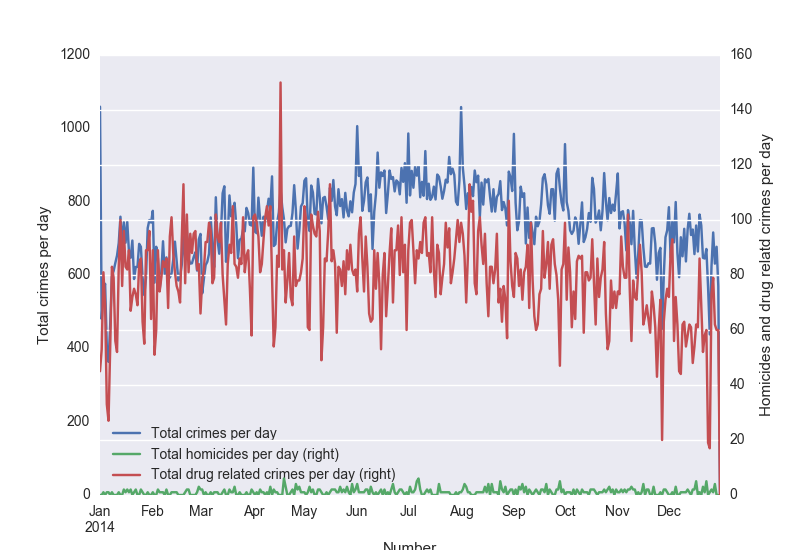 1200
1000
800
600
400
200
0
160
140
120
100
80
60
40
20
0
Total crimes per day
Homicides and drug relatd crimes per day
Total crimes per day
Total homicides per day (right)
Total drug related crimes per day (right)
Jan Feb Mar Apr May Jun Jul Aug Sep Oct Nov Dec
2014
Number